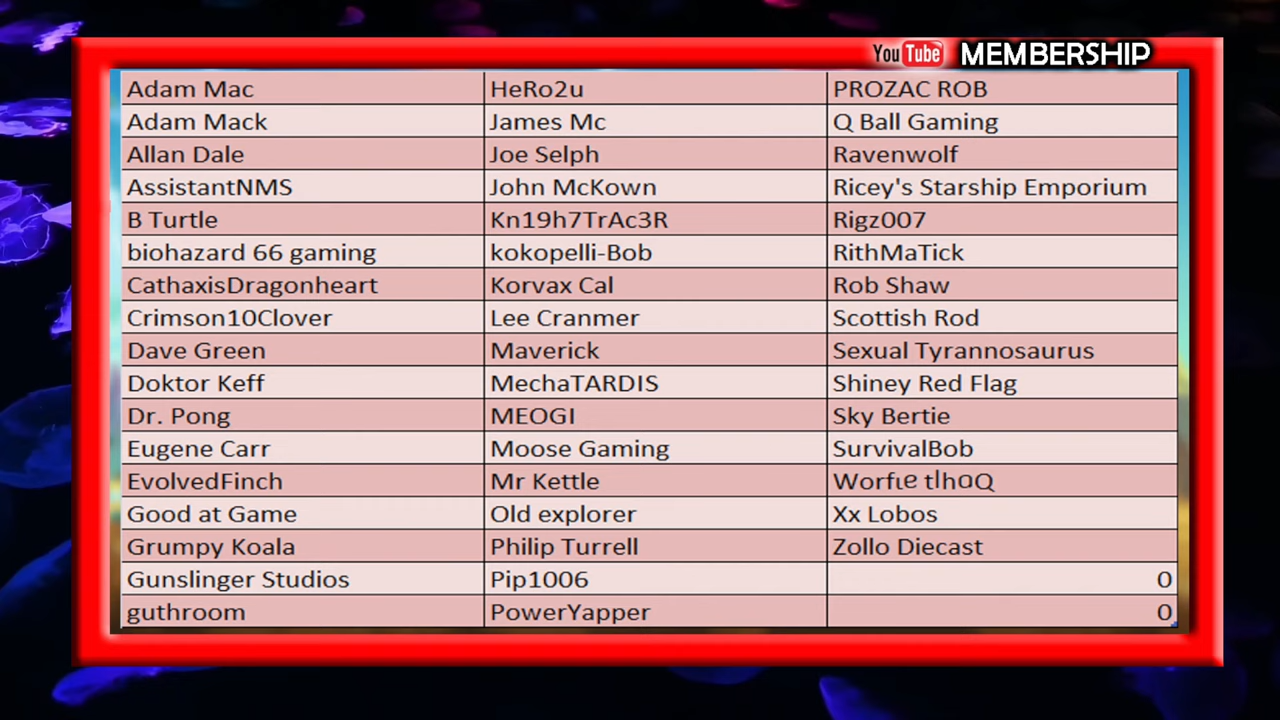 YouTube MEMBERSHIP
Adam Mac HeRo2u PROZAC ROB
Adam Mack James Mc Q Ball Gaming
Allan Dale Joe Selph Ravenwolf
AssistantNMS John McKown Ricey's Starship Emporium
B Turtle Kn19h7TrAc3R Rigz007
biohazard 66 gaming kokopelli-Bob RithMaTick
CathaxisDragonheart Korvax Cal Rob Shaw
Crimson10Clover Lee Cranmer Scottish Rod
Dave Green Maverick Sexual Tyrannosaurus
Doktor Keff MechaTARDIS Shiney Red Flag
Dr. Pong MEOGI Sky Bertie
Eugene Carr Moose Gaming SurvivalBob
EvolvedFinch Mr Kettle Worfιe tlhɑQ
Good at Game Old explorer Xx Lobos
Grumpy Koala Philip Turrell Zollo Diecast
Gunslinger Studios Pip1006 0
guthroom PowerYapper 0